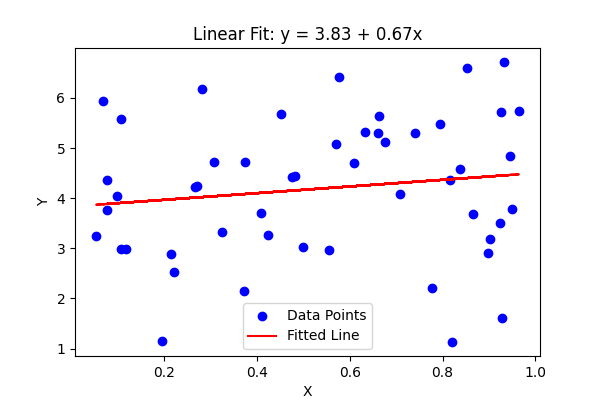 Linear Fit: y = 3.83 + 0.67x
Y
6
5
4
3
2
1
Data Points
Fitted Line
0.2 0.4 0.6 0.8 1.0
X